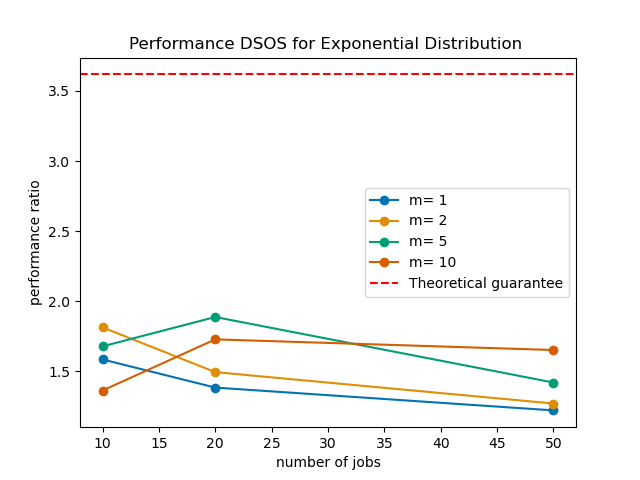 Performance DSOS for Exponential Distribution
performance ratio
3.5
3.0
2.5
2.0
1.5
m= 1
m= 2
m= 5
m= 10
Theoretical guarantee
10 15 20 25 30 35 40 45 50
number of jobs